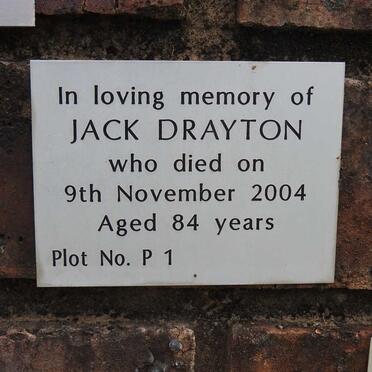 In loving memory of
JACK DRAYTON
who died on
9th November 2004
Aged 84 years
Plot No. P 1